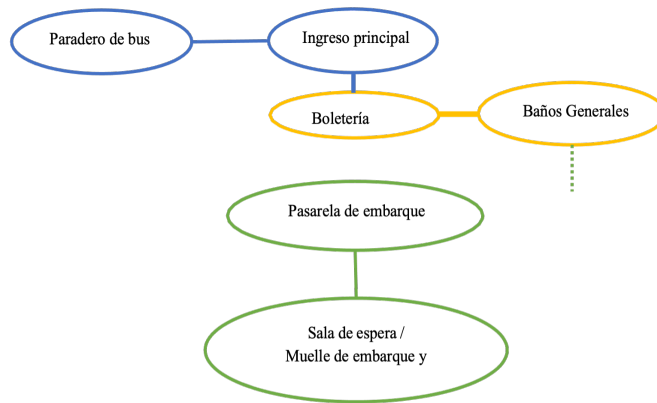 Paradero de bus
Ingreso principal
Boletería
Baños Generales
Pasarela de embarque
Sala de espera /
Muelle de embarque y